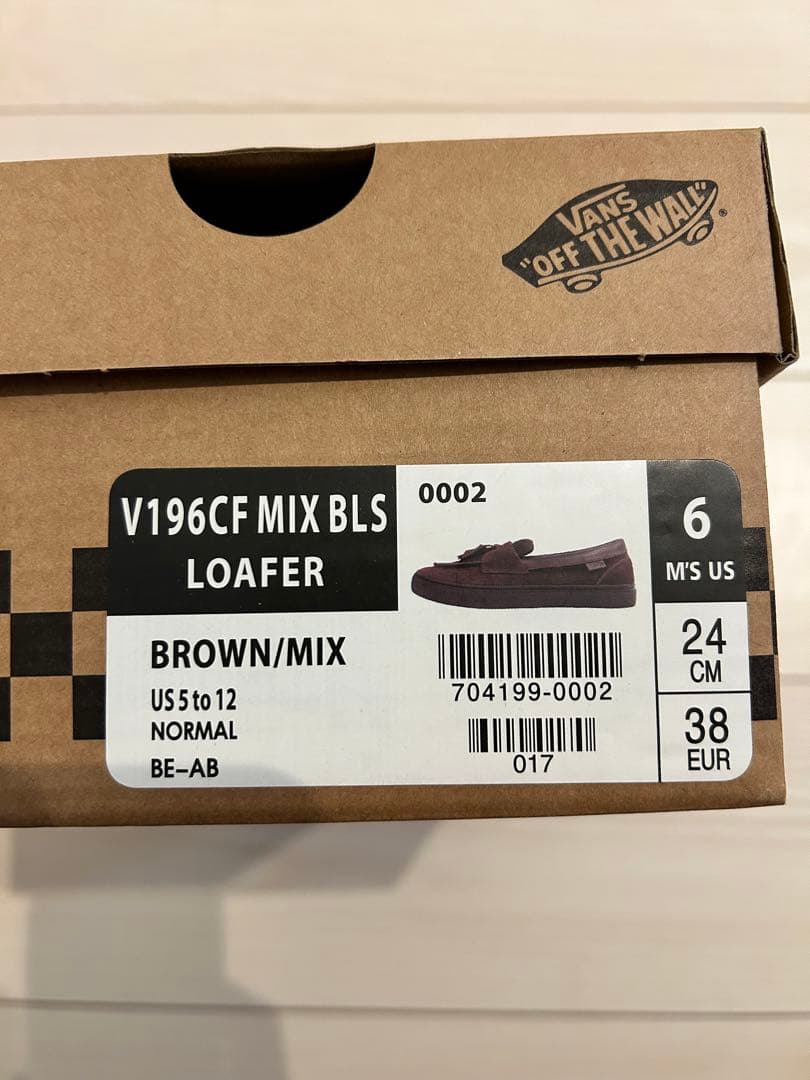 VANS
"OFF THE WALL"
®
V196CF MIX BLS
LOAFER
0002
6
M'S US
BROWN/MIX
US 5 to 12
NORMAL
BE-AB
704199-0002
017
24
CM
38
EUR